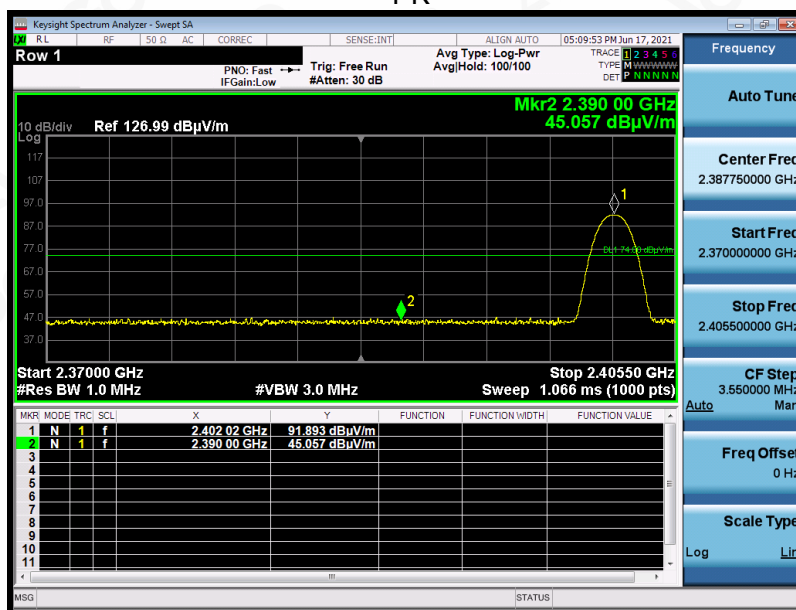 PK
Keysight Spectrum Analyzer - Swept SA
LXI RL RF 50 Ω AC CORREC SENSE:INT ALIGN AUTO 05:09:53 PM Jun 17, 2021
Row 1
PNO: Fast
IFGain:Low
Trig: Free Run
#Atten: 30 dB
Avg Type: Log-Pwr
Avg|Hold: 100/100
TRACE 1 2 3 4 5 6
TYPE M W W W W W
DET P N N N N N
Mkr2 2.390 00 GHz
45.057 dBµV/m
10 dB/div Ref 126.99 dBµV/m
Log
117
107
97.0
87.0
77.0
67.0
57.0
47.0
37.0
1
DL1 74.00 dBµV/m
2
Start 2.37000 GHz Stop 2.40550 GHz
#Res BW 1.0 MHz #VBW 3.0 MHz Sweep 1.066 ms (1000 pts)
MKR MODE TRC SCL X Y FUNCTION FUNCTION WIDTH FUNCTION VALUE
1 N 1 f 2.402 02 GHz 91.893 dBµV/m
2 N 1 f 2.390 00 GHz 45.057 dBµV/m
3
4
5
6
7
8
9
10
11
MSG STATUS
Frequency
Auto Tune
Center Freq
2.387750000 GHz
Start Freq
2.370000000 GHz
Stop Freq
2.405500000 GHz
CF Step
3.550000 MHz
Auto Man
Freq Offset
0 Hz
Scale Type
Log Lin